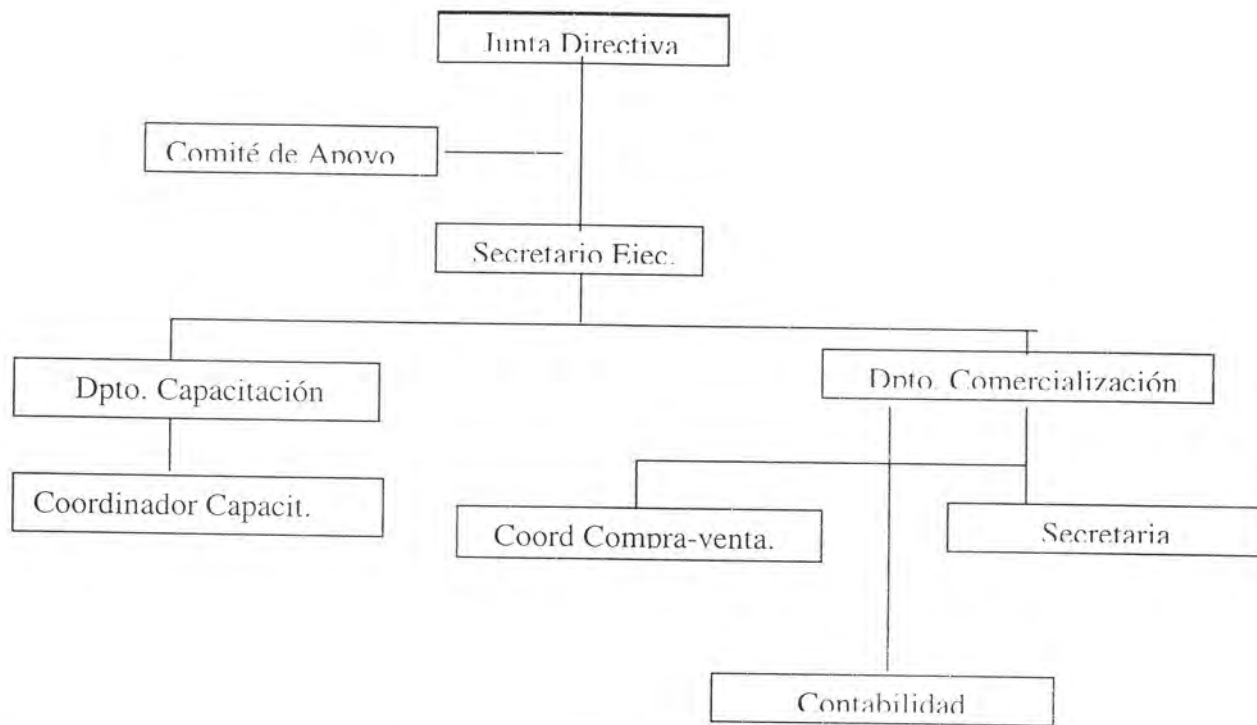 Junta Directiva
Comité de Apoyo
Secretario Ejec.
Dpto. Capacitación
Dpto. Comercialización
Coordinador Capacit.
Coord Compra-venta.
Secretaria
Contabilidad